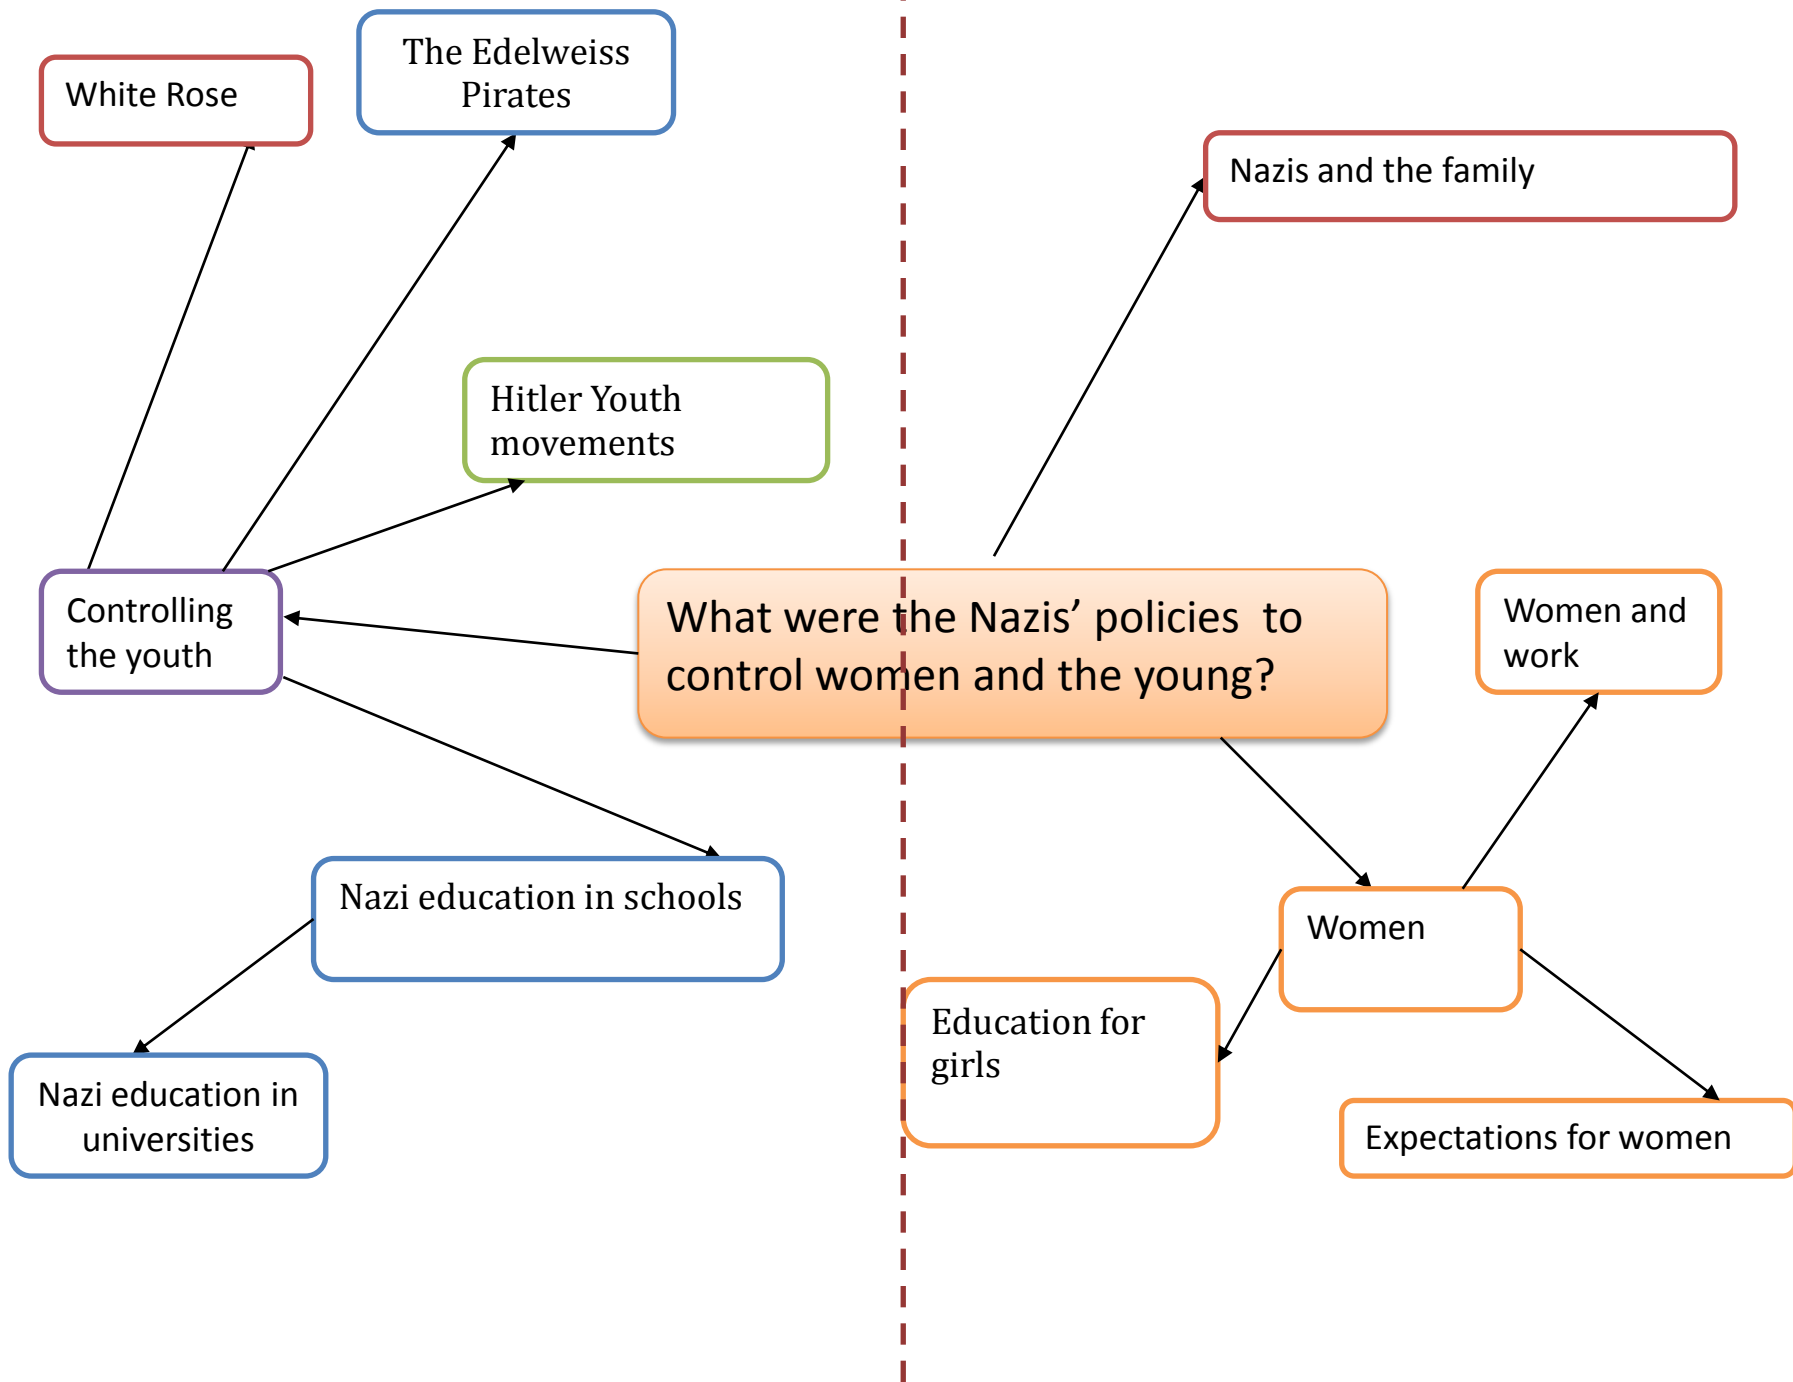 The Edelweiss
Pirates
White Rose
Nazis and the family
Hitler Youth
movements
Controlling
the youth
What were the Nazis’ policies  to
control women and the young?
Women and
work
Nazi education in schools
Women
Education for
girls
Nazi education in
universities
Expectations for women